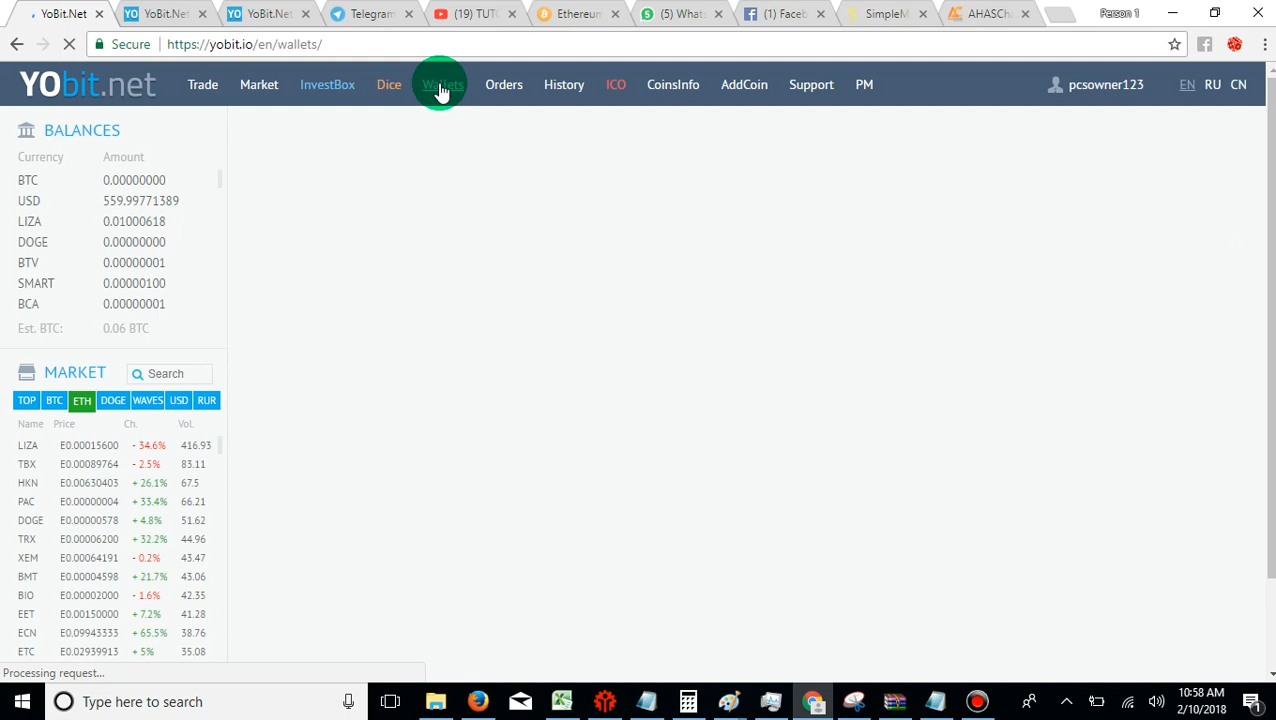 YoBit.Net
YoBit.Net
YoBit.Net
Telegram
(19) TUTO
Ethereum
(5) Whats
(1) Faceb
SimpleMy
AHASCha
Person 1
Secure
https://yobit.io/en/wallets/
YObit.net
Trade
Market
InvestBox
Dice
Wallets
Orders
History
ICO
CoinsInfo
AddCoin
Support
PM
pcsowner123
EN
RU
CN
BALANCES
Currency Amount
BTC 0.00000000
USD 559.99771389
LIZA 0.01000618
DOGE 0.00000000
BTV 0.00000001
SMART 0.00000100
BCA 0.00000001
Est. BTC: 0.06 BTC
MARKET
Search
TOP BTC ETH DOGE WAVES USD RUR
Name Price Ch. Vol.
LIZA E0.00015600 - 34.6% 416.93
TBX E0.00089764 - 2.5% 83.11
HKN E0.00630403 + 26.1% 67.5
PAC E0.00000004 + 33.4% 66.21
DOGE E0.00000578 + 4.8% 51.62
TRX E0.00006200 + 32.2% 44.96
XEM E0.00064191 - 0.2% 43.47
BMT E0.00004598 + 21.7% 43.06
BIO E0.00002000 - 1.6% 42.35
EET E0.00150000 + 7.2% 41.28
ECN E0.09943333 + 65.5% 38.76
ETC E0.02939913 + 5% 35.08
Processing request...
Type here to search
10:58 AM
2/10/2018
1